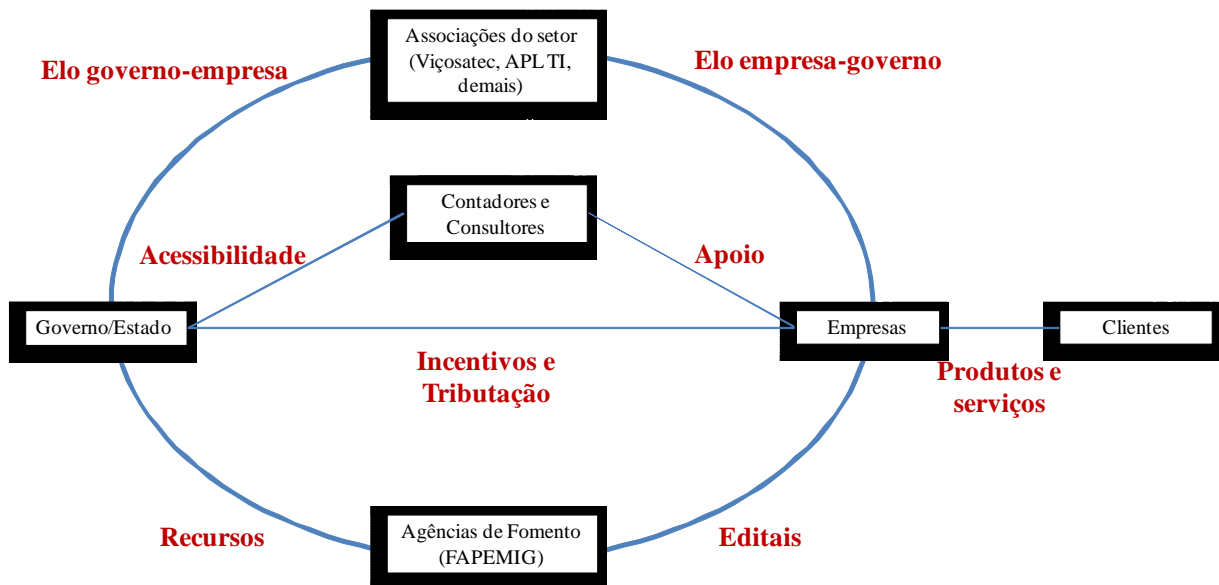 Associações do setor
(Viçosatec, APL TI,
demais)
Elo governo-empresa
Elo empresa-governo
Contadores e
Consultores
Acessibilidade
Apoio
Governo/Estado
Empresas
Clientes
Incentivos e
Tributação
Produtos e
serviços
Recursos
Agências de Fomento
(FAPEMIG)
Editais